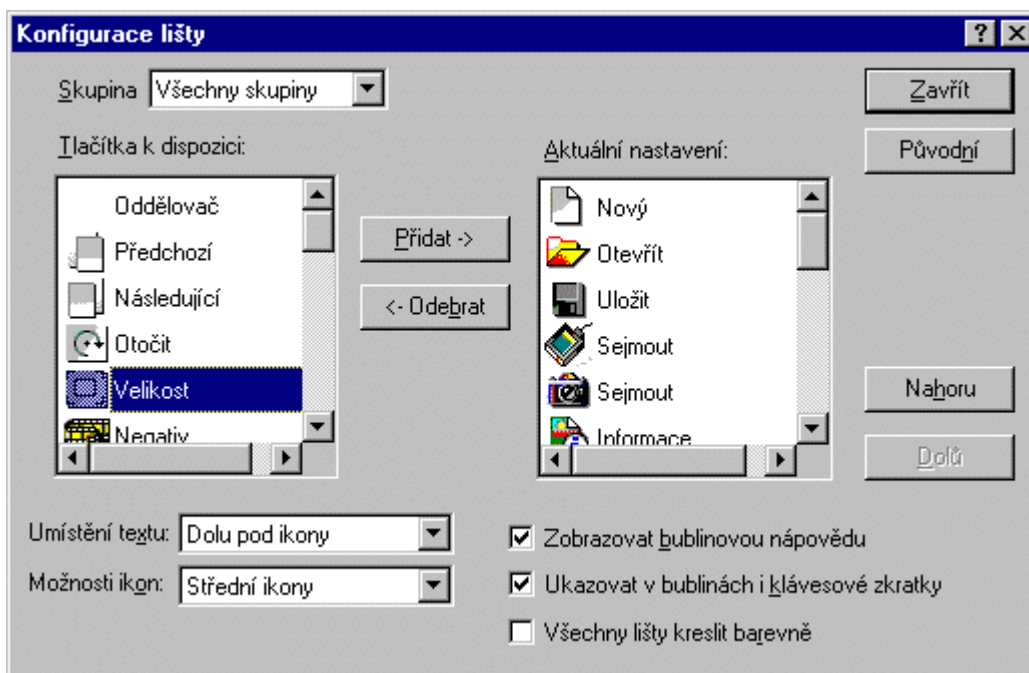 Konfigurace lišty
Skupina Všechny skupiny
Zavřít
Tlačítka k dispozici:
Aktuální nastavení:
Původní
Oddělovač
Předchozí
Následující
Otočit
Velikost
Negativ
Přidat ->
<- Odebrat
Nový
Otevřít
Uložit
Sejmout
Sejmout
Informace
Nahoru
Dolů
Umístění textu: Dolu pod ikony
Možnosti ikon: Střední ikony
Zobrazovat bublinovou nápovědu
Ukazovat v bublinách i klávesové zkratky
Všechny lišty kreslit barevně